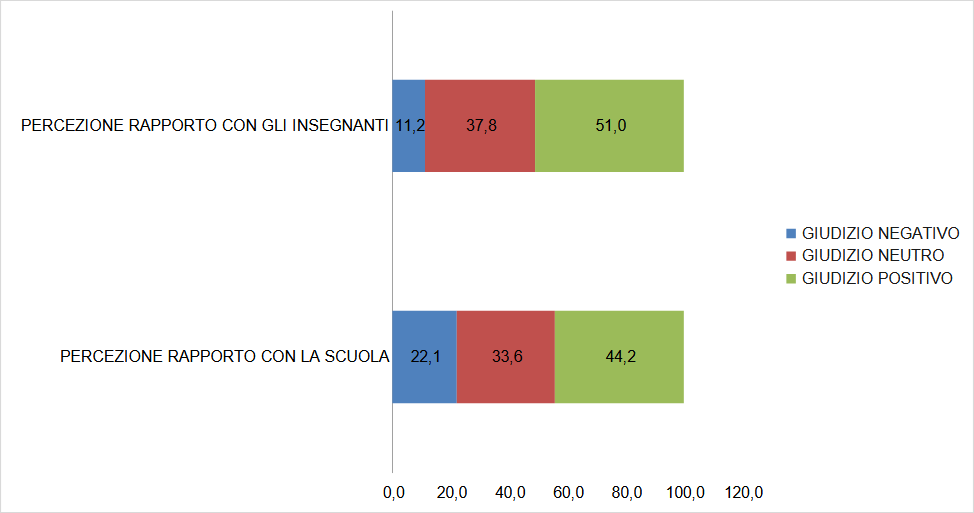 PERCEZIONE RAPPORTO CON GLI INSEGNANTI 11,2 37,8 51,0
GIUDIZIO NEGATIVO
GIUDIZIO NEUTRO
GIUDIZIO POSITIVO
PERCEZIONE RAPPORTO CON LA SCUOLA 22,1 33,6 44,2
0,0 20,0 40,0 60,0 80,0 100,0 120,0